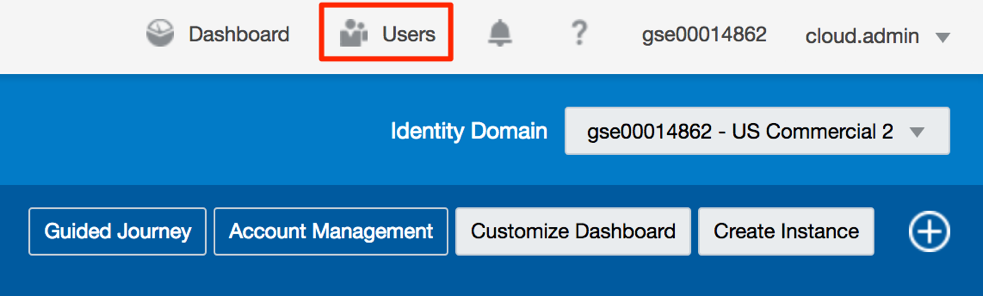 Dashboard Users ? gse00014862 cloud.admin
Identity Domain gse00014862 - US Commercial 2
Guided Journey Account Management Customize Dashboard Create Instance